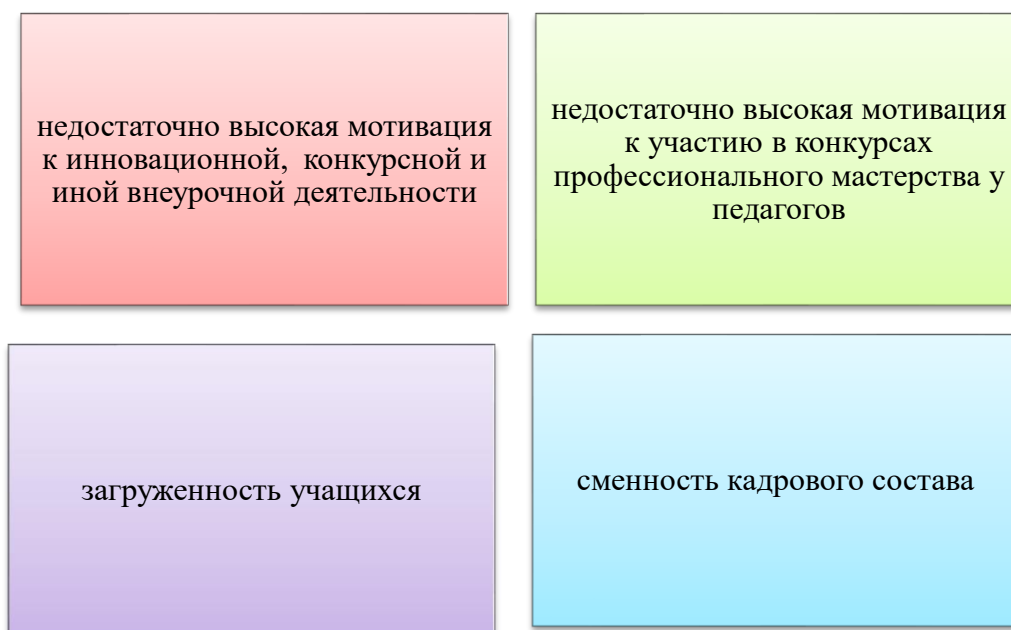 недостаточно высокая мотивация
к инновационной, конкурсной и
иной внеурочной деятельности
недостаточно высокая мотивация
к участию в конкурсах
профессионального мастерства у
педагогов
загруженность учащихся
сменность кадрового состава